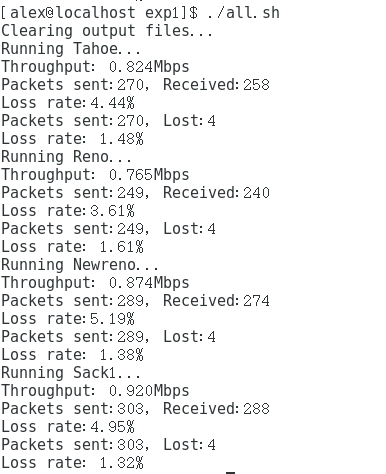 [alex@localhost exp1]$ ./all.sh
Clearing output files...
Running Tahoe...
Throughput: 0.824Mbps
Packets sent:270, Received:258
Loss rate:4.44%
Packets sent:270, Lost:4
Loss rate: 1.48%
Running Reno...
Throughput: 0.765Mbps
Packets sent:249, Received:240
Loss rate:3.61%
Packets sent:249, Lost:4
Loss rate: 1.61%
Running Newreno...
Throughput: 0.874Mbps
Packets sent:289, Received:274
Loss rate:5.19%
Packets sent:289, Lost:4
Loss rate: 1.38%
Running Sack1...
Throughput: 0.920Mbps
Packets sent:303, Received:288
Loss rate:4.95%
Packets sent:303, Lost:4
Loss rate: 1.32%